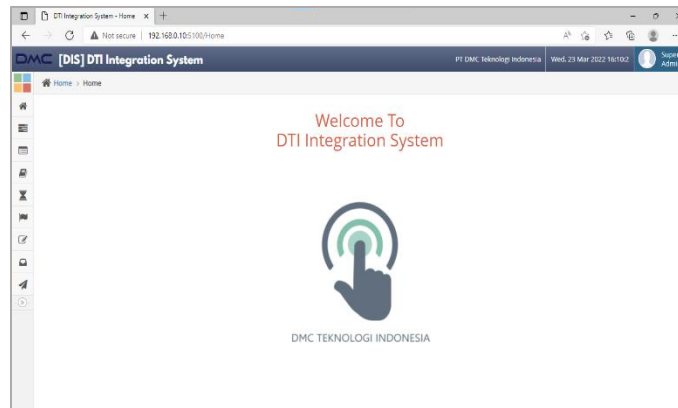 DTI Integration System - Home
Not secure | 192.168.0.10:5100/Home
DMC [DIS] DTI Integration System
PT DMC Teknologi Indonesia
Wed, 23 Mar 2022 16:10:2
Super
Admi
Home > Home
Welcome To
DTI Integration System
DMC TEKNOLOGI INDONESIA